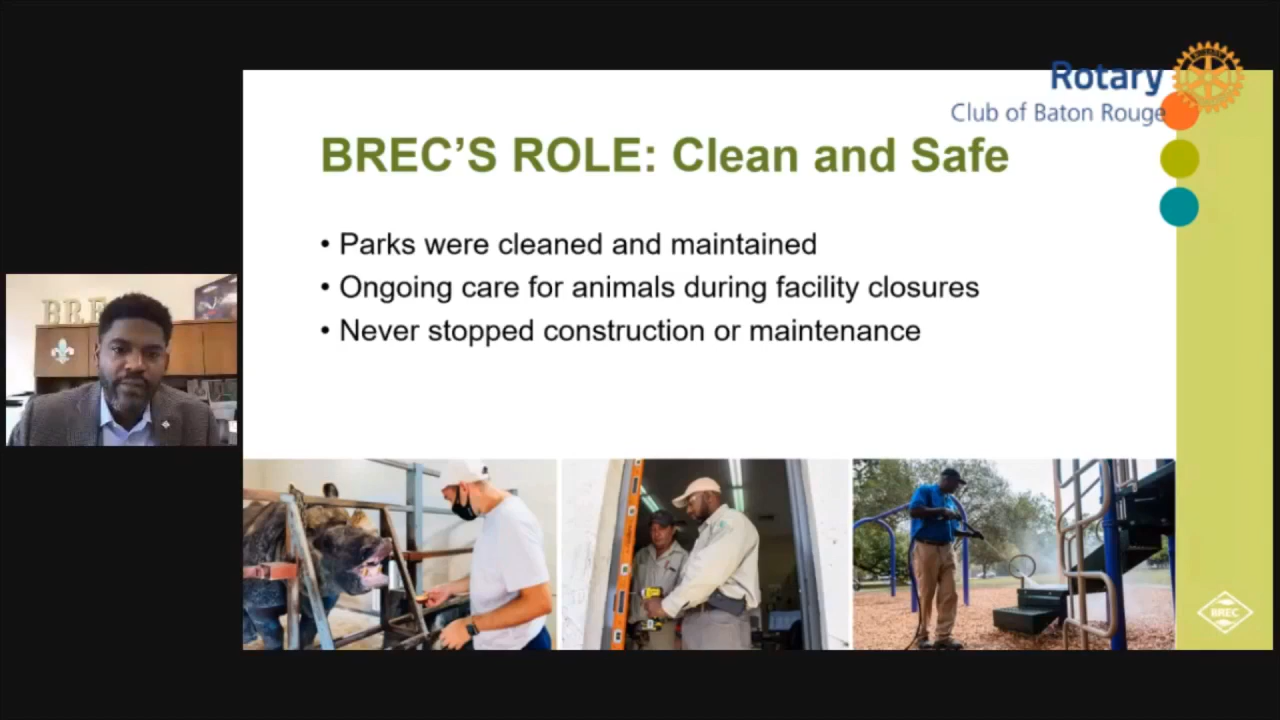 Rotary
Club of Baton Rouge
BREC'S ROLE: Clean and Safe
• Parks were cleaned and maintained
• Ongoing care for animals during facility closures
• Never stopped construction or maintenance
BRE
BREC